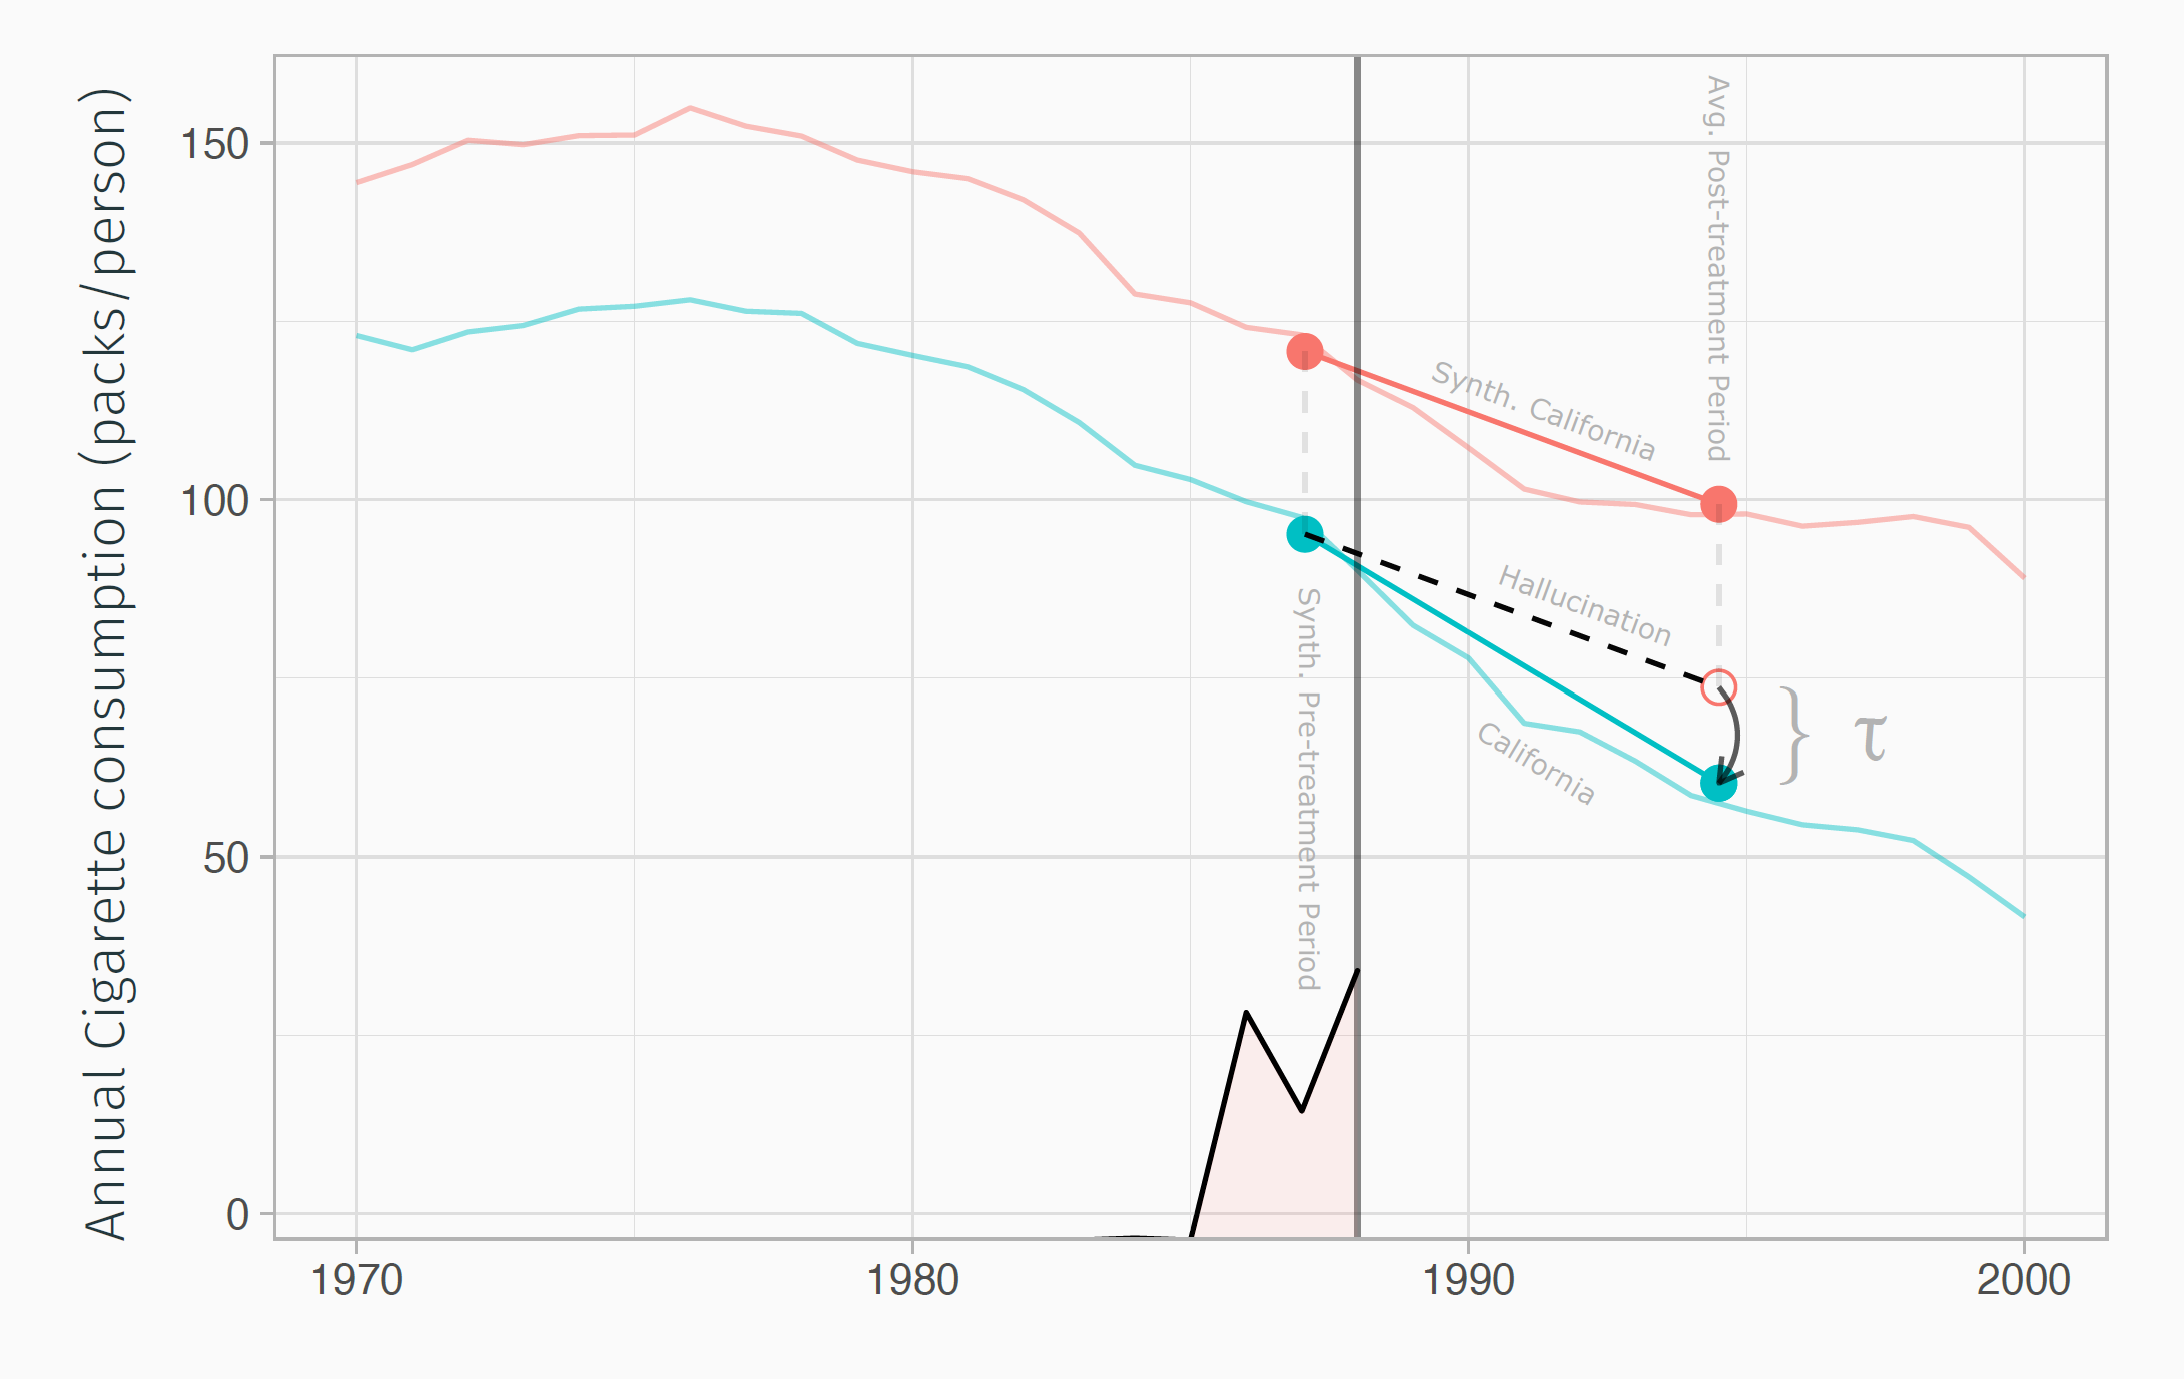 Annual Cigarette consumption (packs/person)
150
100
50
0
1970
1980
1990
2000
Synth. California
Hallucination
California
Synth. Pre-treatment Period
Avg. Post-treatment Period
} τ